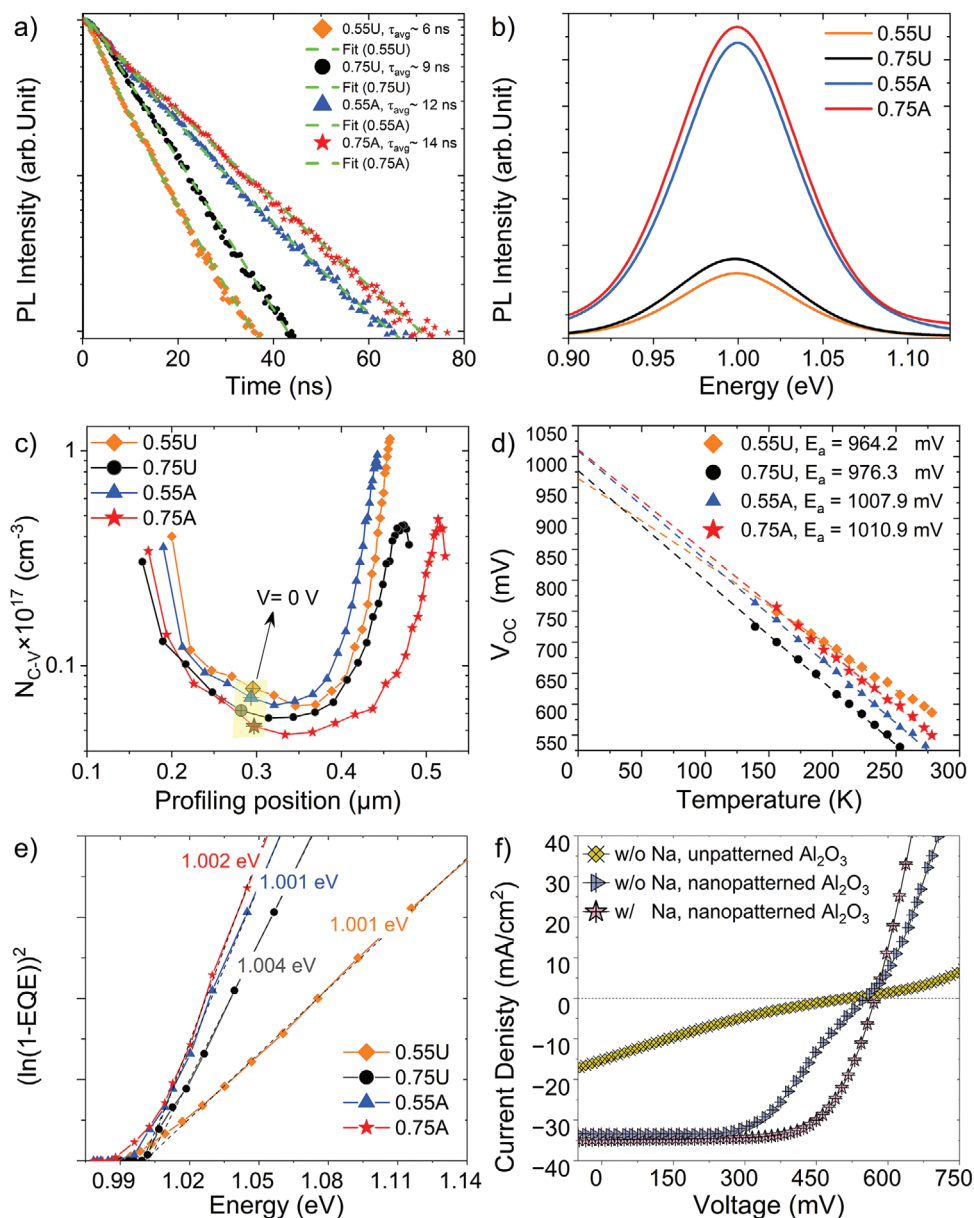 a)
0.55U, τavg~ 6 ns
Fit (0.55U)
0.75U, τavg~ 9 ns
Fit (0.75U)
0.55A, τavg~ 12 ns
Fit (0.55A)
0.75A, τavg~ 14 ns
Fit (0.75A)
PL Intensity (arb.Unit)
0 20 40 60 80
Time (ns)
b)
0.55U
0.75U
0.55A
0.75A
PL Intensity (arb.Unit)
0.90 0.95 1.00 1.05 1.10
Energy (eV)
c)
0.55U
0.75U
0.55A
0.75A
V= 0 V
1
0.1
N_C-V×10^17 (cm^-3)
0.1 0.2 0.3 0.4 0.5
Profiling position (µm)
d)
0.55U, Ea = 964.2 mV
0.75U, Ea = 976.3 mV
0.55A, Ea = 1007.9 mV
0.75A, Ea = 1010.9 mV
1050
1000
950
900
850
800
750
700
650
600
550
VOC (mV)
0 50 100 150 200 250 300
Temperature (K)
e)
1.002 eV
1.001 eV
1.001 eV
1.004 eV
0.55U
0.75U
0.55A
0.75A
(ln(1-EQE))²
0.99 1.02 1.05 1.08 1.11 1.14
Energy (eV)
f)
w/o Na, unpatterned Al₂O₃
w/o Na, nanopatterned Al₂O₃
w/ Na, nanopatterned Al₂O₃
40
30
20
10
0
−10
−20
−30
−40
Current Denisty (mA/cm²)
0 150 300 450 600 750
Voltage (mV)